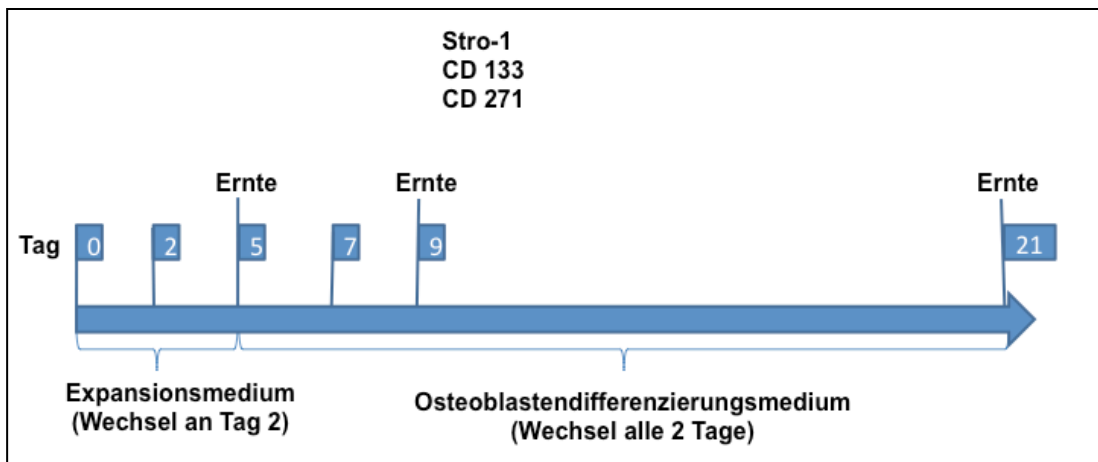 Stro-1
CD 133
CD 271
Ernte Ernte Ernte
Tag 0 2 5 7 9 21
Expansionsmedium
(Wechsel an Tag 2)
Osteoblastendifferenzierungsmedium
(Wechsel alle 2 Tage)